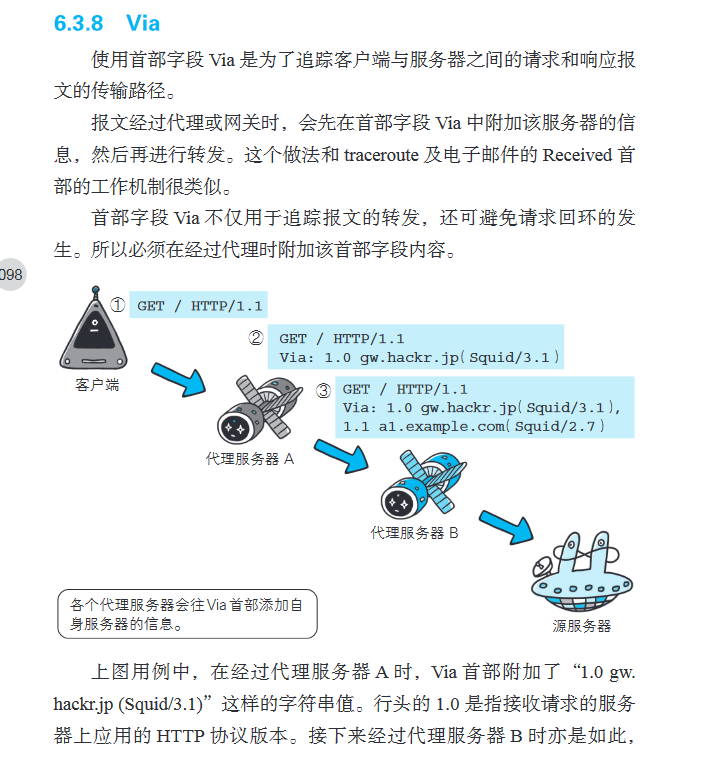 6.3.8 Via
使用首部字段 Via 是为了追踪客户端与服务器之间的请求和响应报
文的传输路径。
报文经过代理或网关时，会先在首部字段 Via 中附加该服务器的信
息，然后再进行转发。这个做法和 traceroute 及电子邮件的 Received 首
部的工作机制很类似。
首部字段 Via 不仅用于追踪报文的转发，还可避免请求回环的发
生。所以必须在经过代理时附加该首部字段内容。
098
① GET / HTTP/1.1
客户端
② GET / HTTP/1.1
Via: 1.0 gw.hackr.jp(Squid/3.1)
代理服务器 A
③ GET / HTTP/1.1
Via: 1.0 gw.hackr.jp(Squid/3.1),
1.1 a1.example.com(Squid/2.7)
代理服务器 B
源服务器
各个代理服务器会往Via首部添加自
身服务器的信息。
上图用例中，在经过代理服务器 A 时，Via 首部附加了“1.0 gw.
hackr.jp (Squid/3.1)”这样的字符串值。行头的 1.0 是指接收请求的服务
器上应用的 HTTP 协议版本。接下来经过代理服务器 B 时亦是如此，